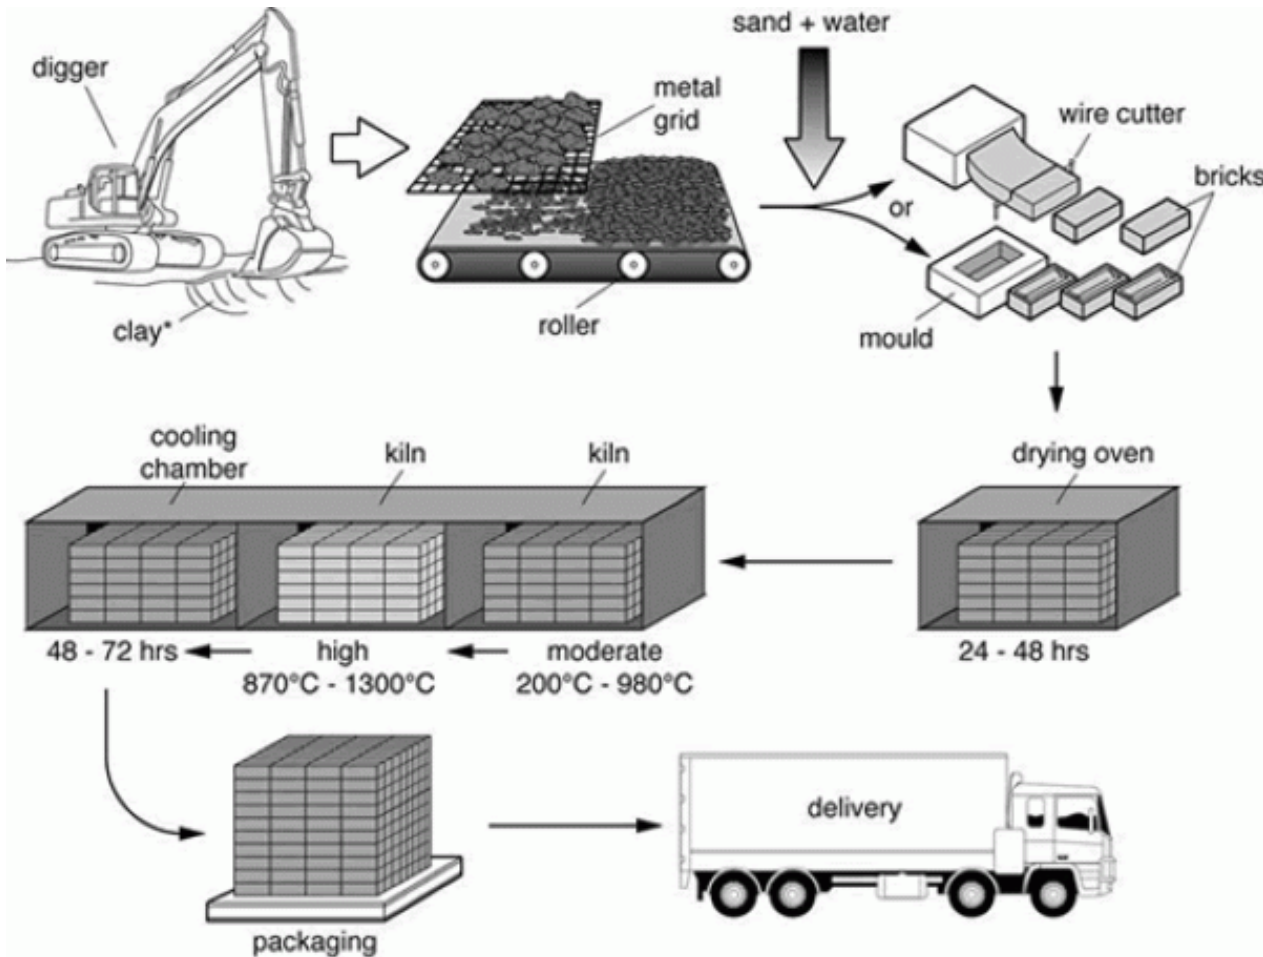 sand + water
digger
metal
grid
wire cutter
bricks
or
clay*
roller
mould
cooling
chamber
kiln
kiln
drying oven
48 - 72 hrs
high
870°C - 1300°C
moderate
200°C - 980°C
24 - 48 hrs
delivery
packaging